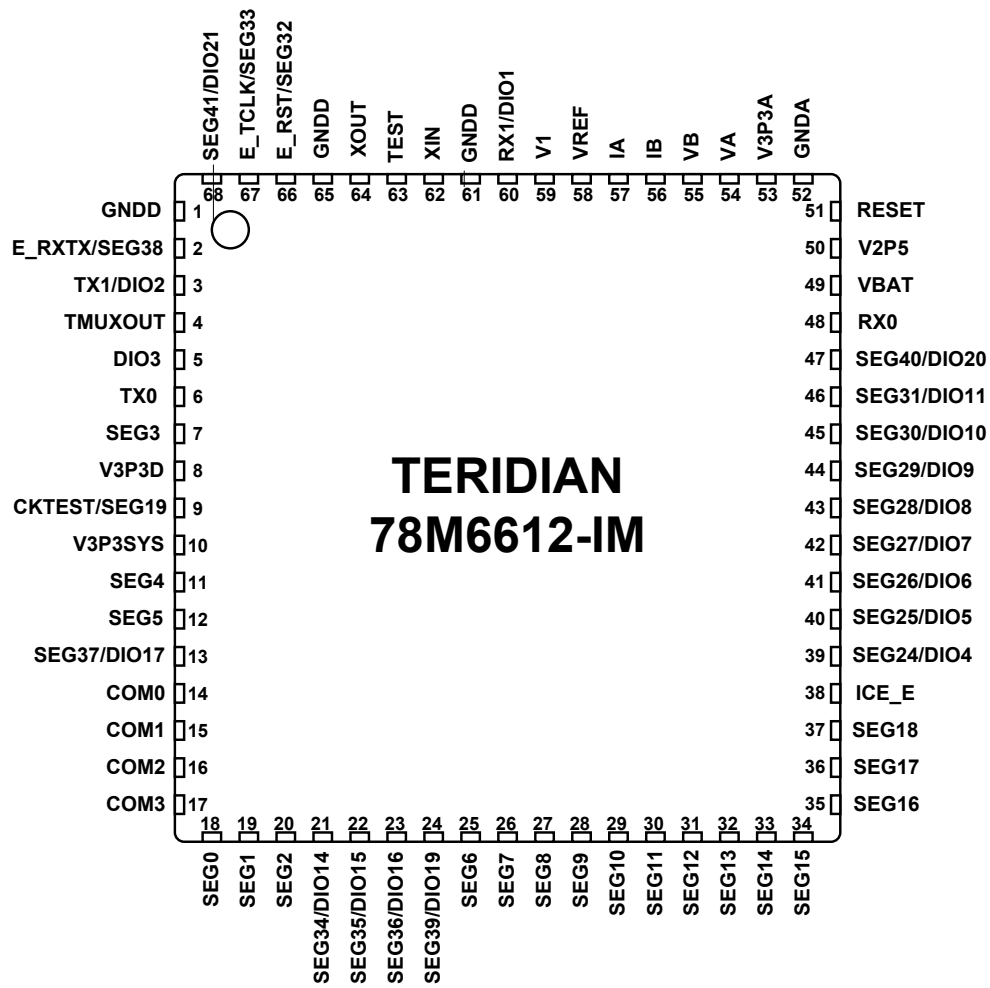 SEG41/DIO21
E_TCLK/SEG33
E_RST/SEG32
GNDD
XOUT
TEST
XIN
GNDD
RX1/DIO1
V1
VREF
IA
IB
VB
VA
V3P3A
GNDA
68
67
66
65
64
63
62
61
60
59
58
57
56
55
54
53
52
GNDD 1
E_RXTX/SEG38 2
TX1/DIO2 3
TMUXOUT 4
DIO3 5
TX0 6
SEG3 7
V3P3D 8
CKTEST/SEG19 9
V3P3SYS 10
SEG4 11
SEG5 12
SEG37/DIO17 13
COM0 14
COM1 15
COM2 16
COM3 17
TERIDIAN
78M6612-IM
51 RESET
50 V2P5
49 VBAT
48 RX0
47 SEG40/DIO20
46 SEG31/DIO11
45 SEG30/DIO10
44 SEG29/DIO9
43 SEG28/DIO8
42 SEG27/DIO7
41 SEG26/DIO6
40 SEG25/DIO5
39 SEG24/DIO4
38 ICE_E
37 SEG18
36 SEG17
35 SEG16
18
19
20
21
22
23
24
25
26
27
28
29
30
31
32
33
34
SEG0
SEG1
SEG2
SEG34/DIO14
SEG35/DIO15
SEG36/DIO16
SEG39/DIO19
SEG6
SEG7
SEG8
SEG9
SEG10
SEG11
SEG12
SEG13
SEG14
SEG15